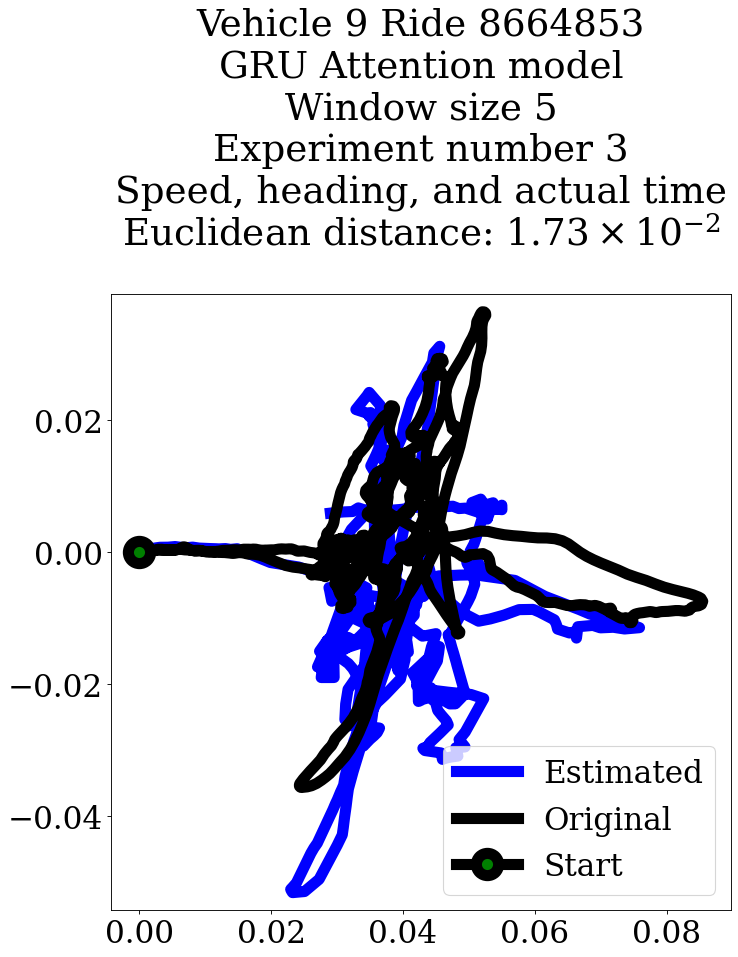 Vehicle 9 Ride 8664853
GRU Attention model
Window size 5
Experiment number 3
Speed, heading, and actual time
Euclidean distance: 1.73 × 10⁻²
0.02
0.00
−0.02
−0.04
Estimated
Original
Start
0.00 0.02 0.04 0.06 0.08